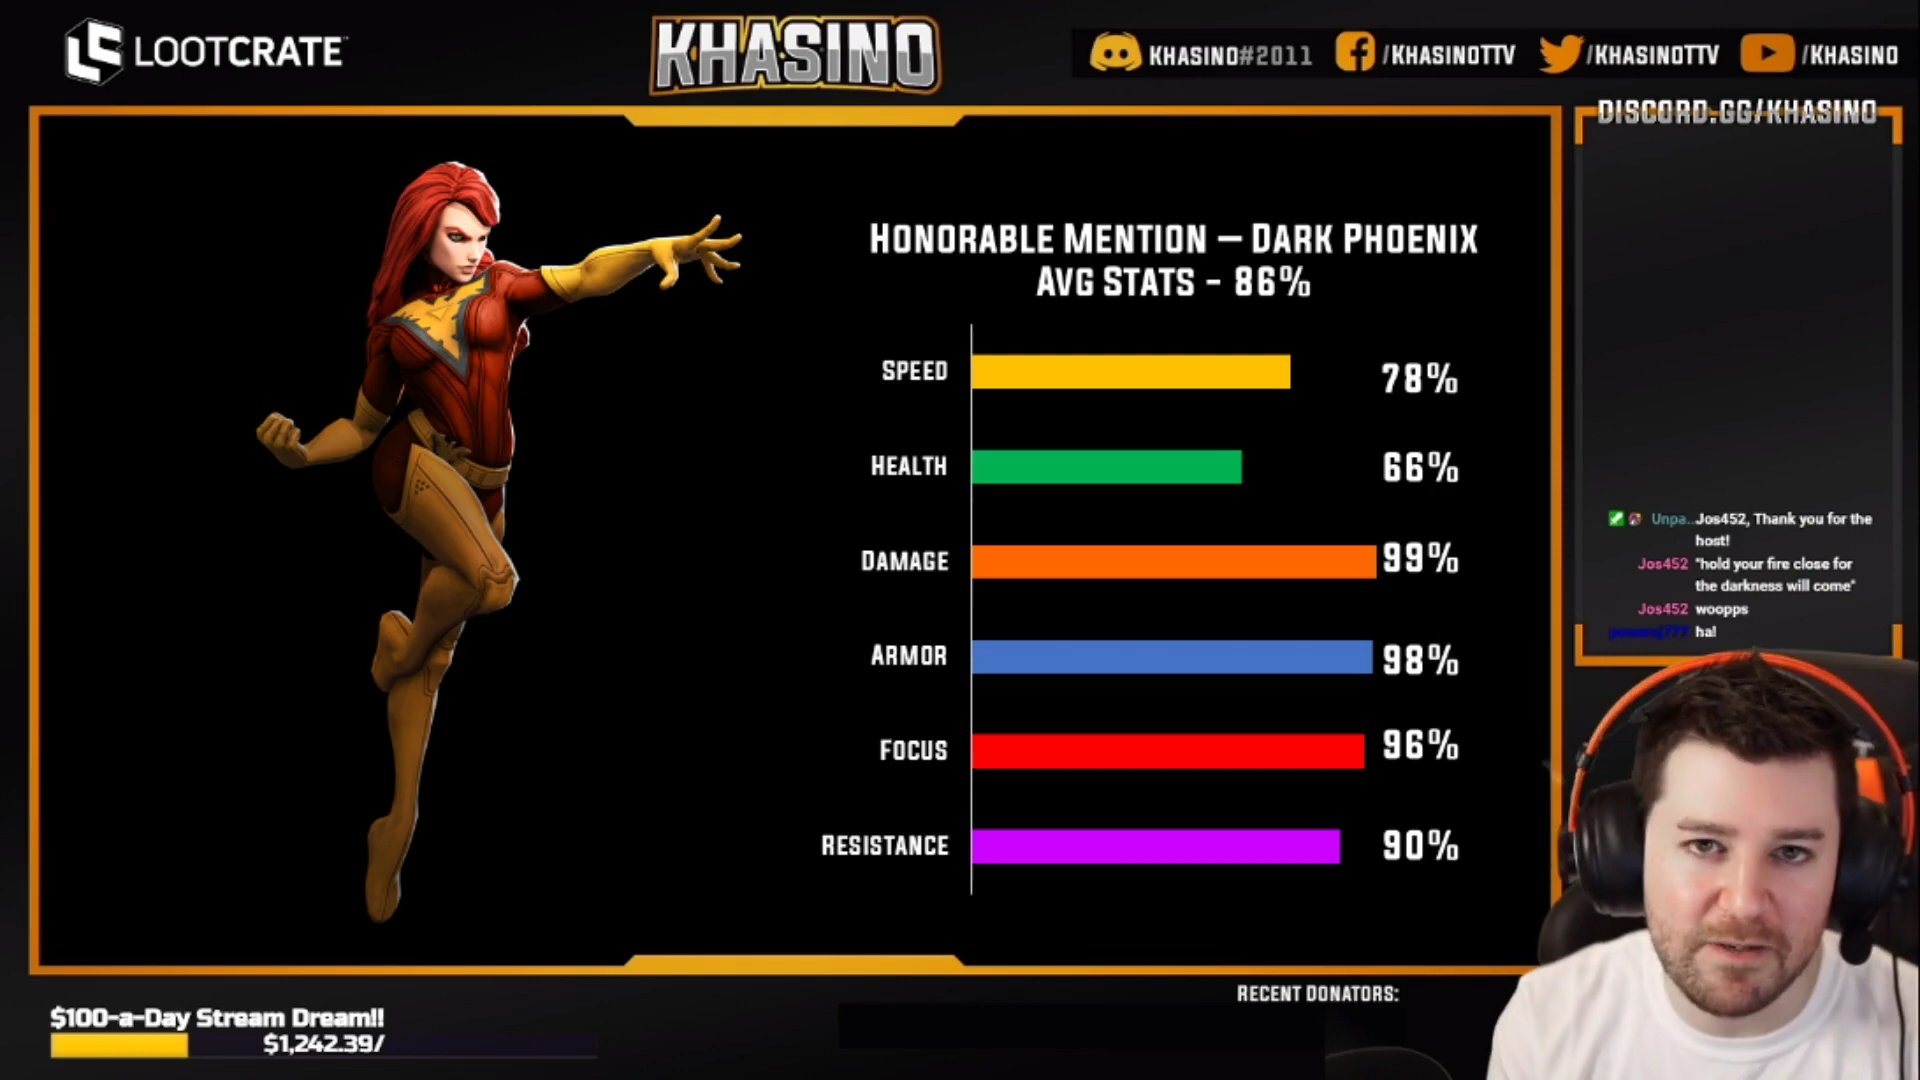 LOOTCRATE
KHASINO
KHASINO#2011
/KHASINOTTV
/KHASINOTTV
/KHASINO
DISCORD.GG/KHASINO
HONORABLE MENTION – DARK PHOENIX
AVG STATS - 86%
SPEED 78%
HEALTH 66%
DAMAGE 99%
ARMOR 98%
FOCUS 96%
RESISTANCE 90%
Unpa..Jos452, Thank you for the
host!
Jos452 "hold your fire close for
the darkness will come"
Jos452 woopps
ha!
RECENT DONATORS:
$100-a-Day Stream Dream!!
$1,242.39/